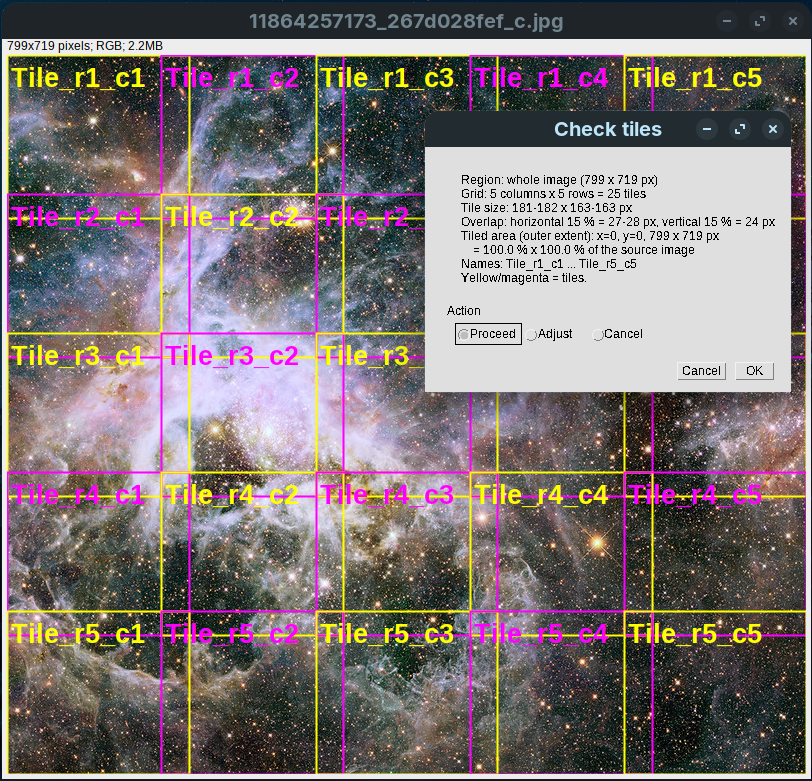 11864257173_267d028fef_c.jpg
799x719 pixels; RGB; 2.2MB
Tile_r1_c1 Tile_r1_c2 Tile_r1_c3 Tile_r1_c4 Tile_r1_c5
Check tiles
Region: whole image (799 x 719 px)
Grid: 5 columns x 5 rows = 25 tiles
Tile size: 181-182 x 163-163 px
Overlap: horizontal 15 % = 27-28 px, vertical 15 % = 24 px
Tiled area (outer extent): x=0, y=0, 799 x 719 px
= 100.0 % x 100.0 % of the source image
Names: Tile_r1_c1 ... Tile_r5_c5
Yellow/magenta = tiles.
Action
Proceed Adjust Cancel
Cancel OK
Tile_r2_c1 Tile_r2_c2 Tile_r2_
Tile_r3_c1 Tile_r3_c2 Tile_r3_
Tile_r4_c1 Tile_r4_c2 Tile_r4_c3 Tile_r4_c4 Tile_r4_c5
Tile_r5_c1 Tile_r5_c2 Tile_r5_c3 Tile_r5_c4 Tile_r5_c5